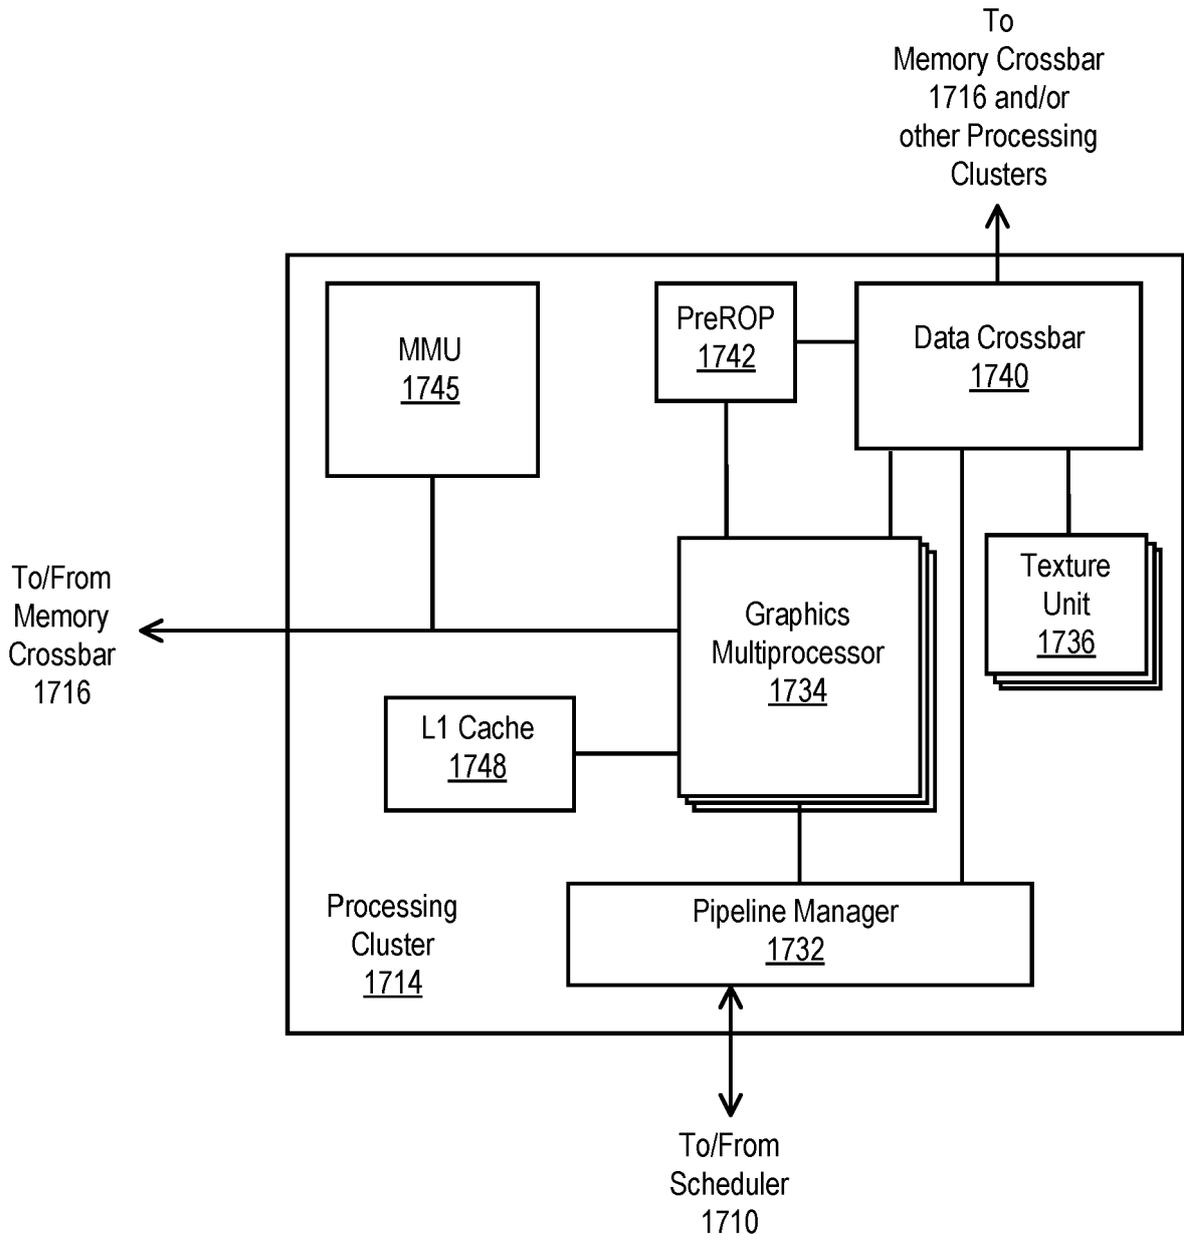 To
Memory Crossbar
1716 and/or
other Processing
Clusters
MMU
1745
PreROP
1742
Data Crossbar
1740
To/From
Memory
Crossbar
1716
Graphics
Multiprocessor
1734
Texture
Unit
1736
L1 Cache
1748
Processing
Cluster
1714
Pipeline Manager
1732
To/From
Scheduler
1710